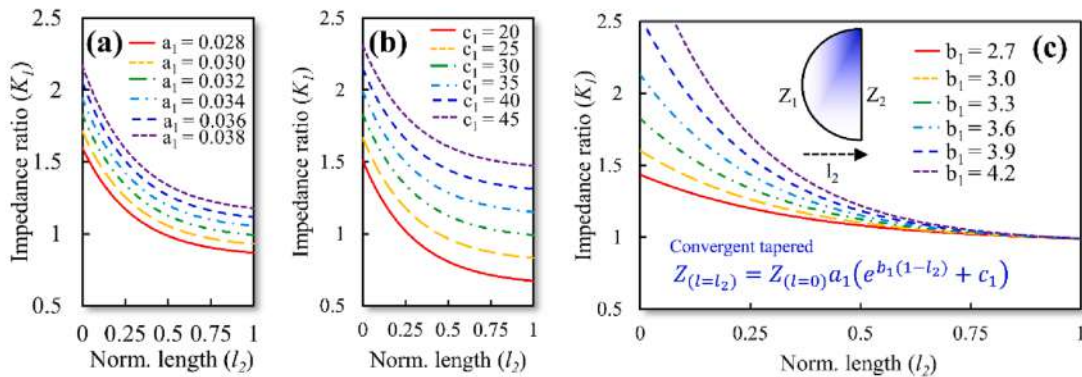 2.5
2
1.5
1
0.5
Impedance ratio (K₁)
(a)
a₁ = 0.028
a₁ = 0.030
a₁ = 0.032
a₁ = 0.034
a₁ = 0.036
a₁ = 0.038
0 0.25 0.5 0.75 1
Norm. length (l₂)
2.5
2
1.5
1
0.5
Impedance ratio (K₁)
(b)
c₁ = 20
c₁ = 25
c₁ = 30
c₁ = 35
c₁ = 40
c₁ = 45
0 0.25 0.5 0.75 1
Norm. length (l₂)
2.5
2
1.5
1
0.5
Impedance ratio (K₁)
(c)
Z₁ Z₂
l₂
b₁ = 2.7
b₁ = 3.0
b₁ = 3.3
b₁ = 3.6
b₁ = 3.9
b₁ = 4.2
Convergent tapered
Z₍ₗ₌ₗ₂₎ = Z₍ₗ₌₀₎a₁(e^{b₁(1−l₂)} + c₁)
0 0.25 0.5 0.75 1
Norm. length (l₂)